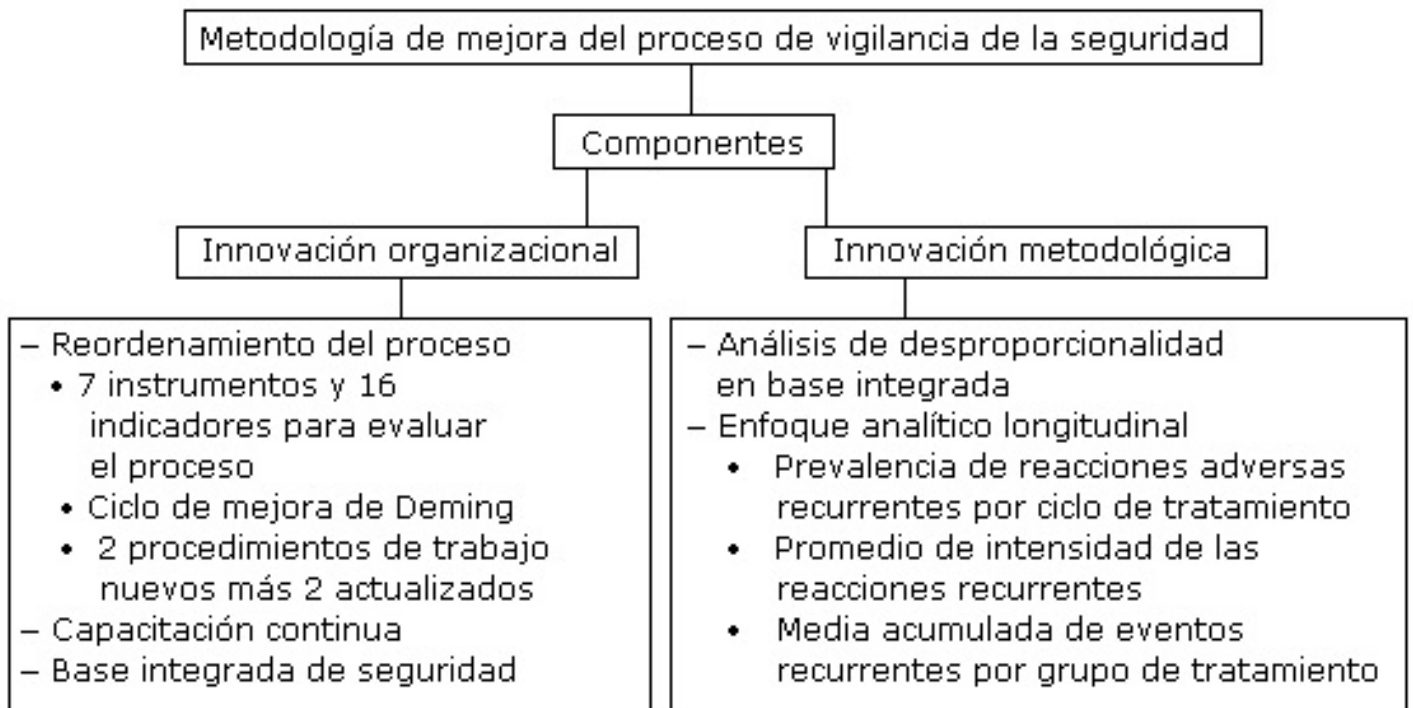 Metodología de mejora del proceso de vigilancia de la seguridad
Componentes
Innovación organizacional
– Reordenamiento del proceso
• 7 instrumentos y 16
indicadores para evaluar
el proceso
• Ciclo de mejora de Deming
• 2 procedimientos de trabajo
nuevos más 2 actualizados
– Capacitación continua
– Base integrada de seguridad
Innovación metodológica
– Análisis de desproporcionalidad
en base integrada
– Enfoque analítico longitudinal
• Prevalencia de reacciones adversas
recurrentes por ciclo de tratamiento
• Promedio de intensidad de las
reacciones recurrentes
• Media acumulada de eventos
recurrentes por grupo de tratamiento